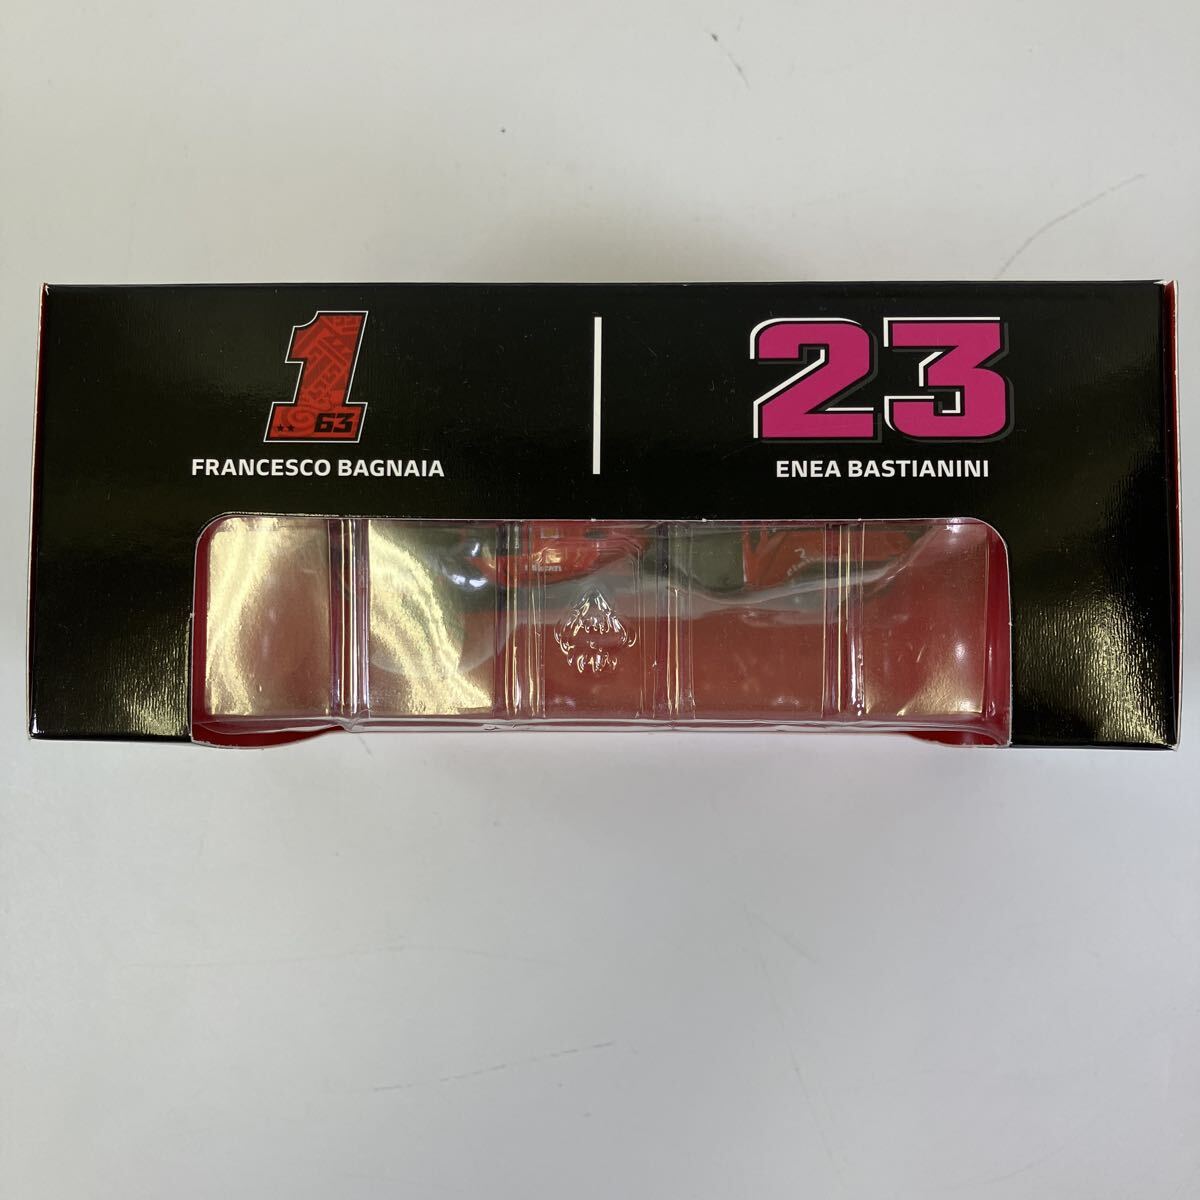 1
63
FRANCESCO BAGNAIA
23
ENEA BASTIANINI